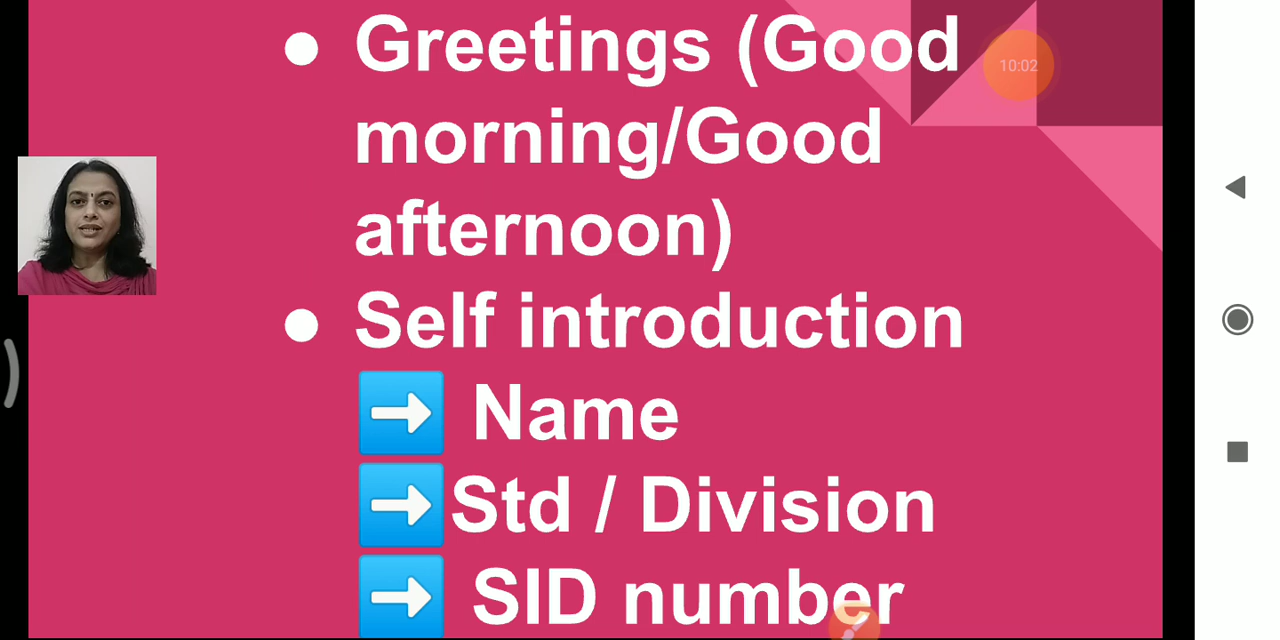 Greetings (Good
10:02
morning/Good
afternoon)
Self introduction
Name
Std / Division
SID number